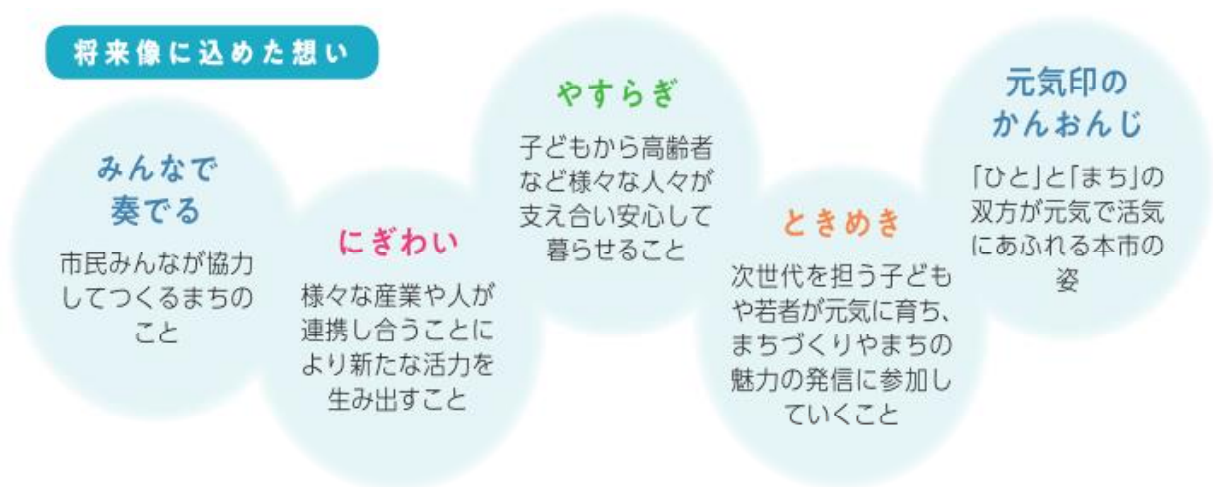 将来像に込めた想い
みんなで
奏でる
市民みんなが協力
してつくるまちの
こと
にぎわい
様々な産業や人が
連携し合うことに
より新たな活力を
生み出すこと
やすらぎ
子どもから高齢者
など様々な人々が
支え合い安心して
暮らせること
ときめき
次世代を担う子ども
や若者が元気に育ち、
まちづくりやまちの
魅力の発信に参加し
ていくこと
元気印の
かんおんじ
「ひと」と「まち」の
双方が元気で活気
にあふれる本市の
姿